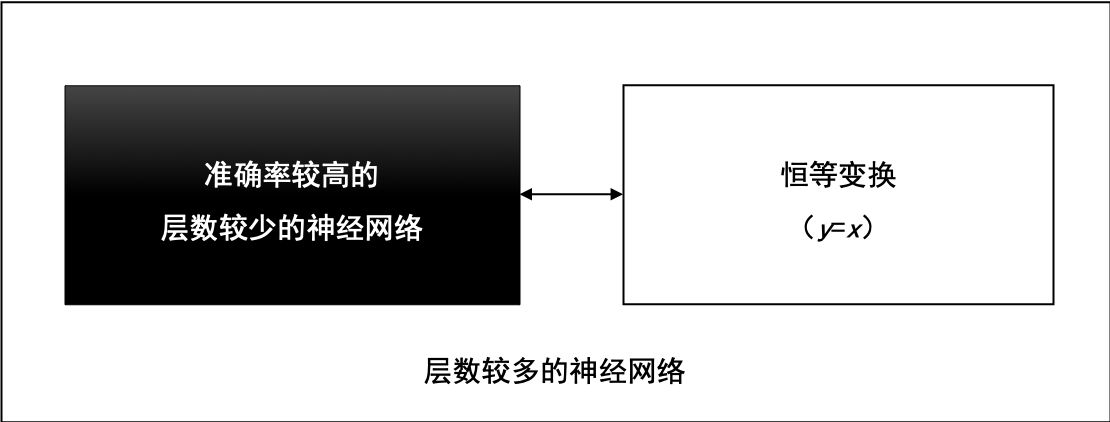 准确率较高的
层数较少的神经网络
恒等变换
（y=x）
层数较多的神经网络